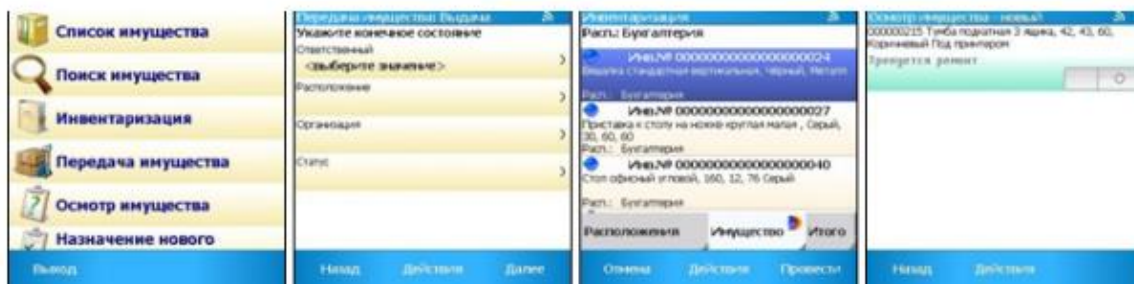 Список имущества
Поиск имущества
Инвентаризация
Передача имущества
Осмотр имущества
Назначение нового
Выход
Передача имущества: Выдача
Укажите конечное состояние
Ответственный
<выберите значение>
Расположение
Организация
Статус
Назад Действия Далее
Инвентаризация
Расп.: Бухгалтерия
Инв.№ 00000000000000000024
Вешалка стандартная вертикальная, Черный, Металл
Расп.: Бухгалтерия
Инв.№ 00000000000000000027
Приставка к столу на ножке круглая малая , Серый,
30, 60, 60
Расп.: Бухгалтерия
Инв.№ 00000000000000000040
Стол офисный угловой, 160, 12, 76 Серый
Расп.: Бухгалтерия
Расположения Имущество Итого
Отмена Действия Провести
Осмотр имущества - новый
000000215 Тумба подкатная 3 ящика, 42, 43, 60,
Коричневый Под принтером
Требуется ремонт
Назад Действия